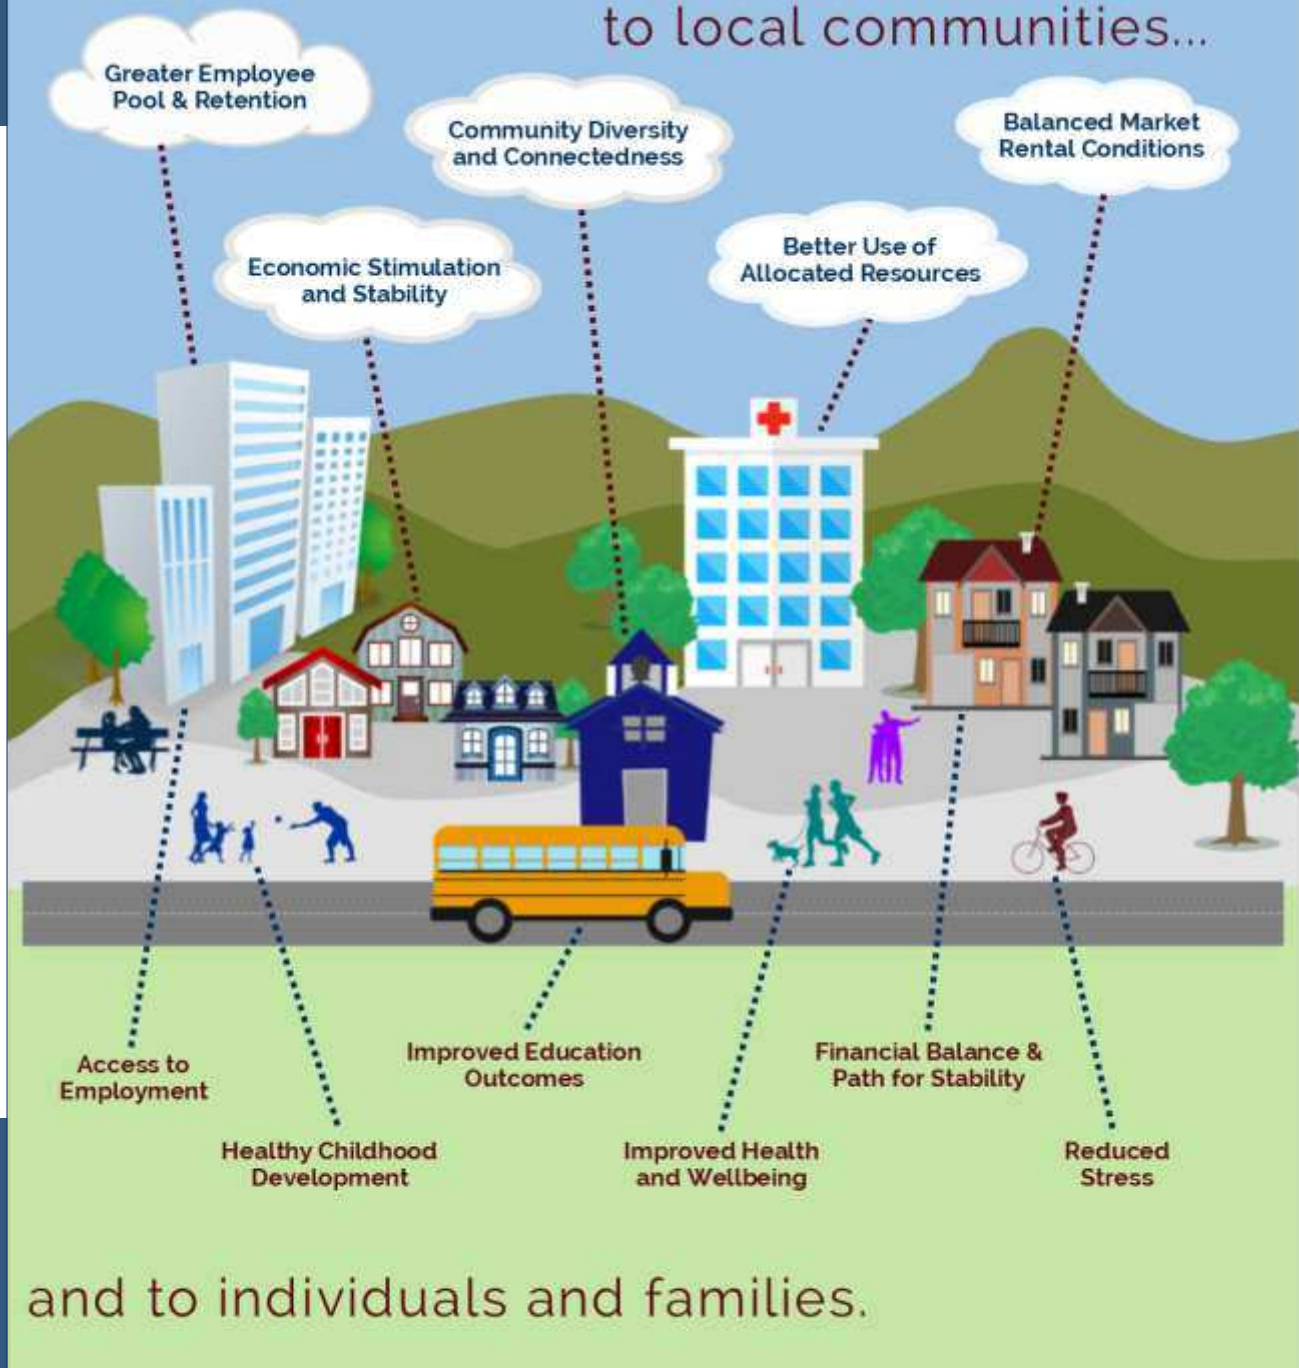 to local communities...
Greater Employee
Pool & Retention
Community Diversity
and Connectedness
Balanced Market
Rental Conditions
Economic Stimulation
and Stability
Better Use of
Allocated Resources
Access to
Employment
Improved Education
Outcomes
Financial Balance &
Path for Stability
Healthy Childhood
Development
Improved Health
and Wellbeing
Reduced
Stress
and to individuals and families.